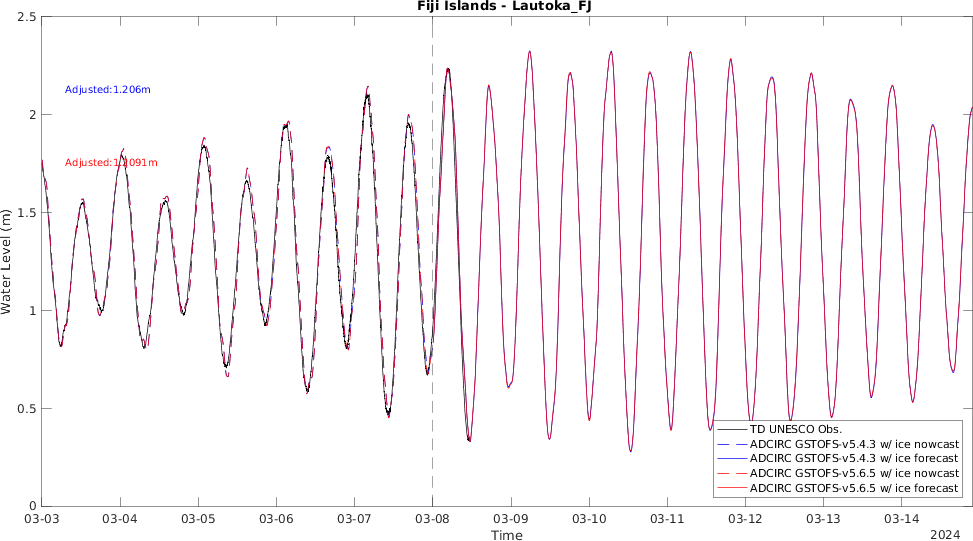 Fiji Islands - Lautoka_FJ
2.5
2
1.5
1
0.5
0
Water Level (m)
Adjusted:1.206m
Adjusted:1.2091m
TD UNESCO Obs.
ADCIRC GSTOFS-v5.4.3 w/ ice nowcast
ADCIRC GSTOFS-v5.4.3 w/ ice forecast
ADCIRC GSTOFS-v5.6.5 w/ ice nowcast
ADCIRC GSTOFS-v5.6.5 w/ ice forecast
03-03 03-04 03-05 03-06 03-07 03-08 03-09 03-10 03-11 03-12 03-13 03-14
Time
2024